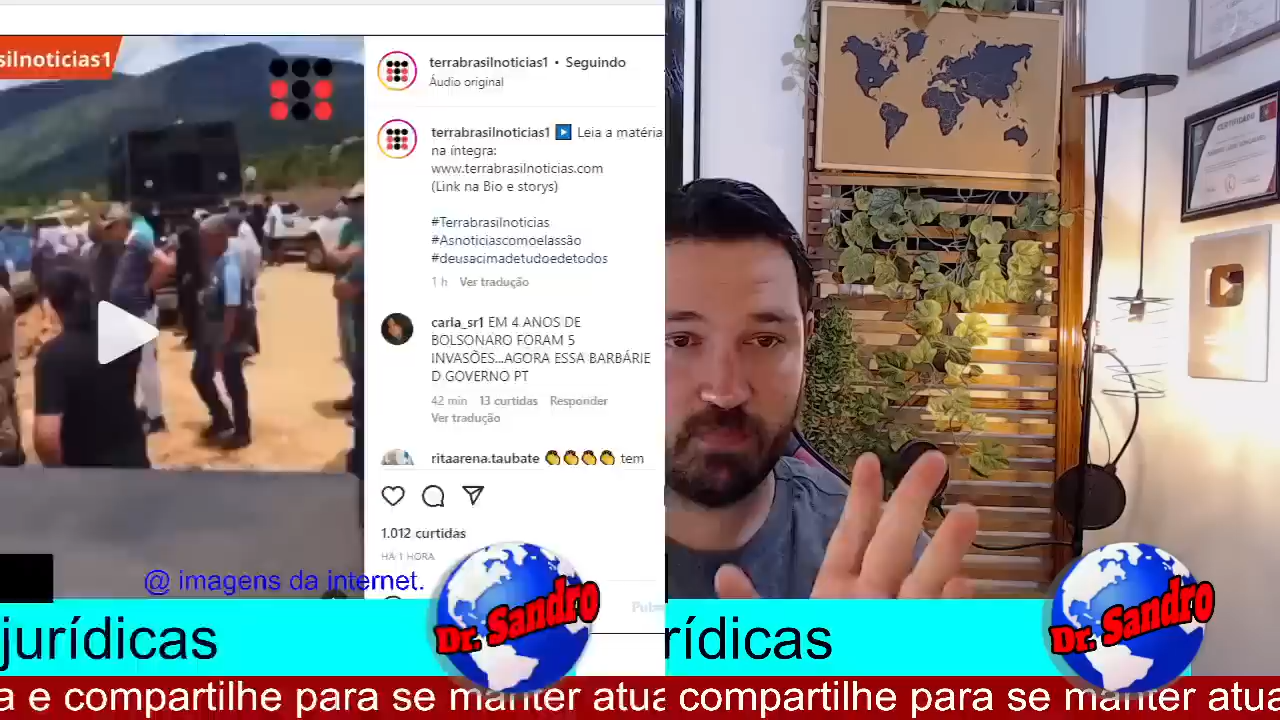 silnoticias1
terrabrasilnoticias1 • Seguindo
Áudio original
terrabrasilnoticias1 ▶ Leia a matéria
na íntegra:
www.terrabrasilnoticias.com
(Link na Bio e storys)
#Terrabrasilnoticias
#Asnoticiascomoelassão
#deusacimadetudoedetodos
1 h Ver tradução
carla_sr1 EM 4 ANOS DE
BOLSONARO FORAM 5
INVASÕES...AGORA ESSA BARBÁRIE
D GOVERNO PT
42 min 13 curtidas Responder
Ver tradução
ritaarena.taubate 👏👏👏👏 tem
1.012 curtidas
HÁ 1 HORA
@ imagens da internet.
jurídicas
Dr. Sandro
a e compartilhe para se manter atua
CERTIFICADO
rídicas
Dr. Sandro
compartilhe para se manter atua